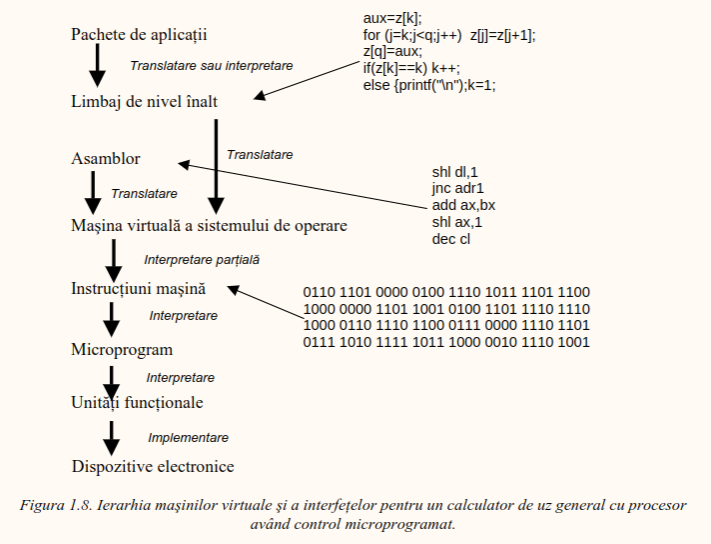 Pachete de aplicații
aux=z[k];
for (j=k;j<q;j++)  z[j]=z[j+1];
z[q]=aux;
if(z[k]==k) k++;
else {printf("\n");k=1;
Translatare sau interpretare
Limbaj de nivel înalt
Translatare
Asamblor
Translatare
shl dl,1
jnc adr1
add ax,bx
shl ax,1
dec cl
Maşina virtuală a sistemului de operare
Interpretare parțială
Instrucțiuni maşină
0110 1101 0000 0100 1110 1011 1101 1100
1000 0000 1101 1001 0100 1101 1110 1110
1000 0110 1110 1100 0111 0000 1110 1101
0111 1010 1111 1011 1000 0010 1110 1001
Interpretare
Microprogram
Interpretare
Unități funcționale
Implementare
Dispozitive electronice
Figura 1.8. Ierarhia maşinilor virtuale şi a interfețelor pentru un calculator de uz general cu procesor
având control microprogramat.